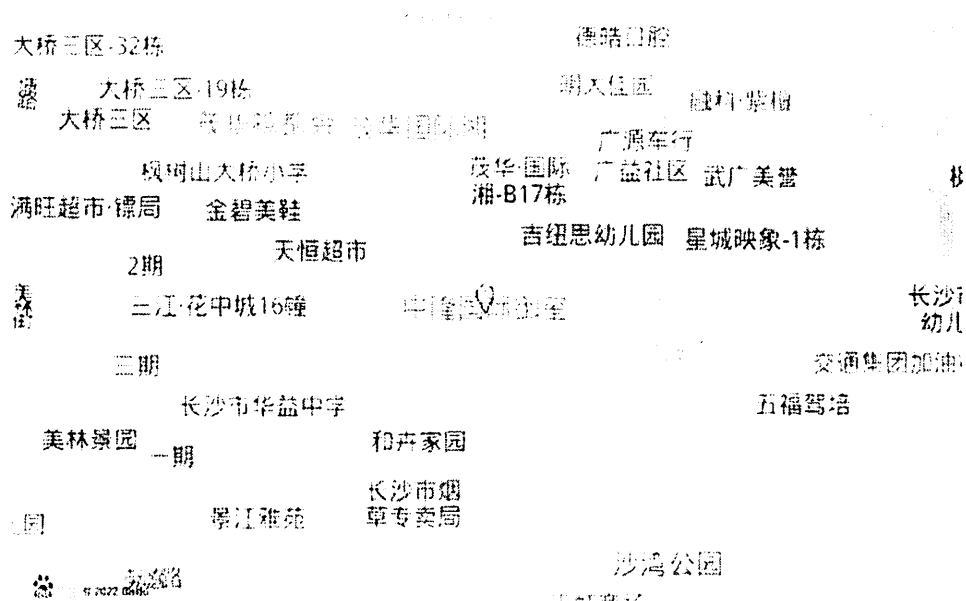 大桥三区-32栋
德皓口腔
大桥三区-19栋
明大佳园
大桥三区
广源车行
枫树山大桥小学
茂华·国际
湘-B17栋
广益社区
武广美誉
满旺超市·镖局
金碧美鞋
吉纽思幼儿园
星城映象-1栋
天恒超市
2期
美林街
三江·花中城16幢
长沙市
幼儿
三期
交通集团加油
长沙市华益中学
五福驾培
美林景园
一期
和卉家园
长沙市烟
草专卖局
景江雅苑
园
沙湾公园